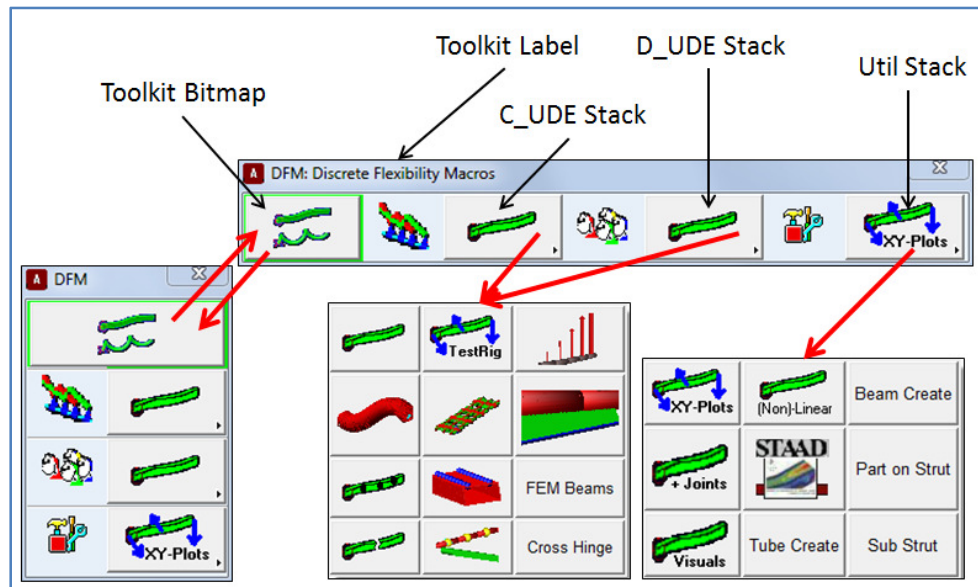 Toolkit Label
D_UDE Stack
Util Stack
Toolkit Bitmap
C_UDE Stack
A DFM: Discrete Flexibility Macros
XY-Plots
A DFM
XY-Plots
TestRig
FEM Beams
Cross Hinge
XY-Plots
(Non)-Linear
Beam Create
+ Joints
STAAD
Part on Strut
Visuals
Tube Create
Sub Strut